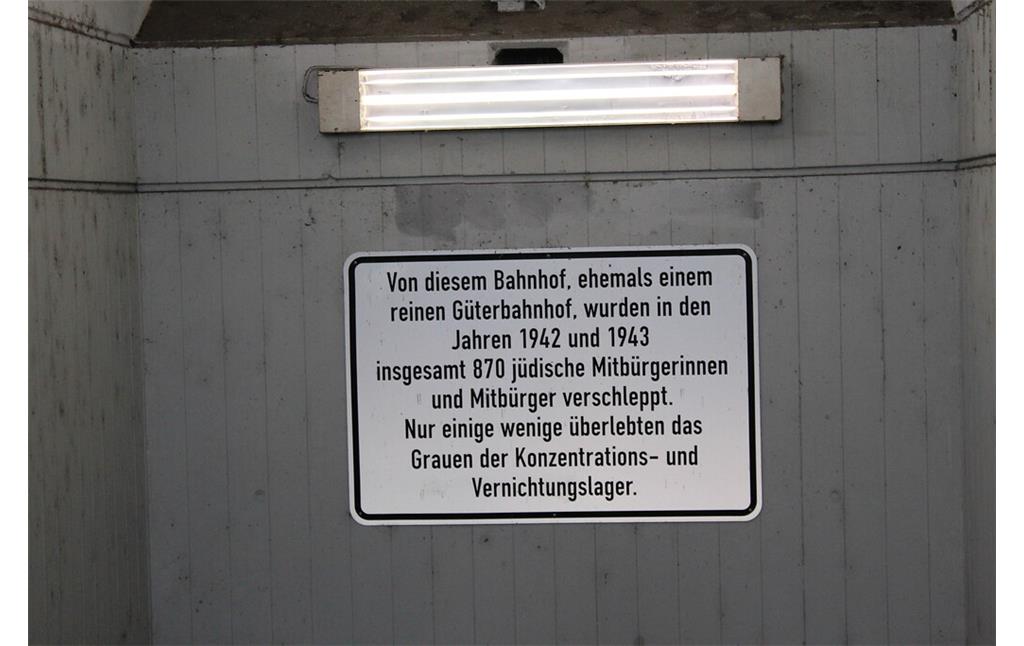 Von diesem Bahnhof, ehemals einem
reinen Güterbahnhof, wurden in den
Jahren 1942 und 1943
insgesamt 870 jüdische Mitbürgerinnen
und Mitbürger verschleppt.
Nur einige wenige überlebten das
Grauen der Konzentrations- und
Vernichtungslager.